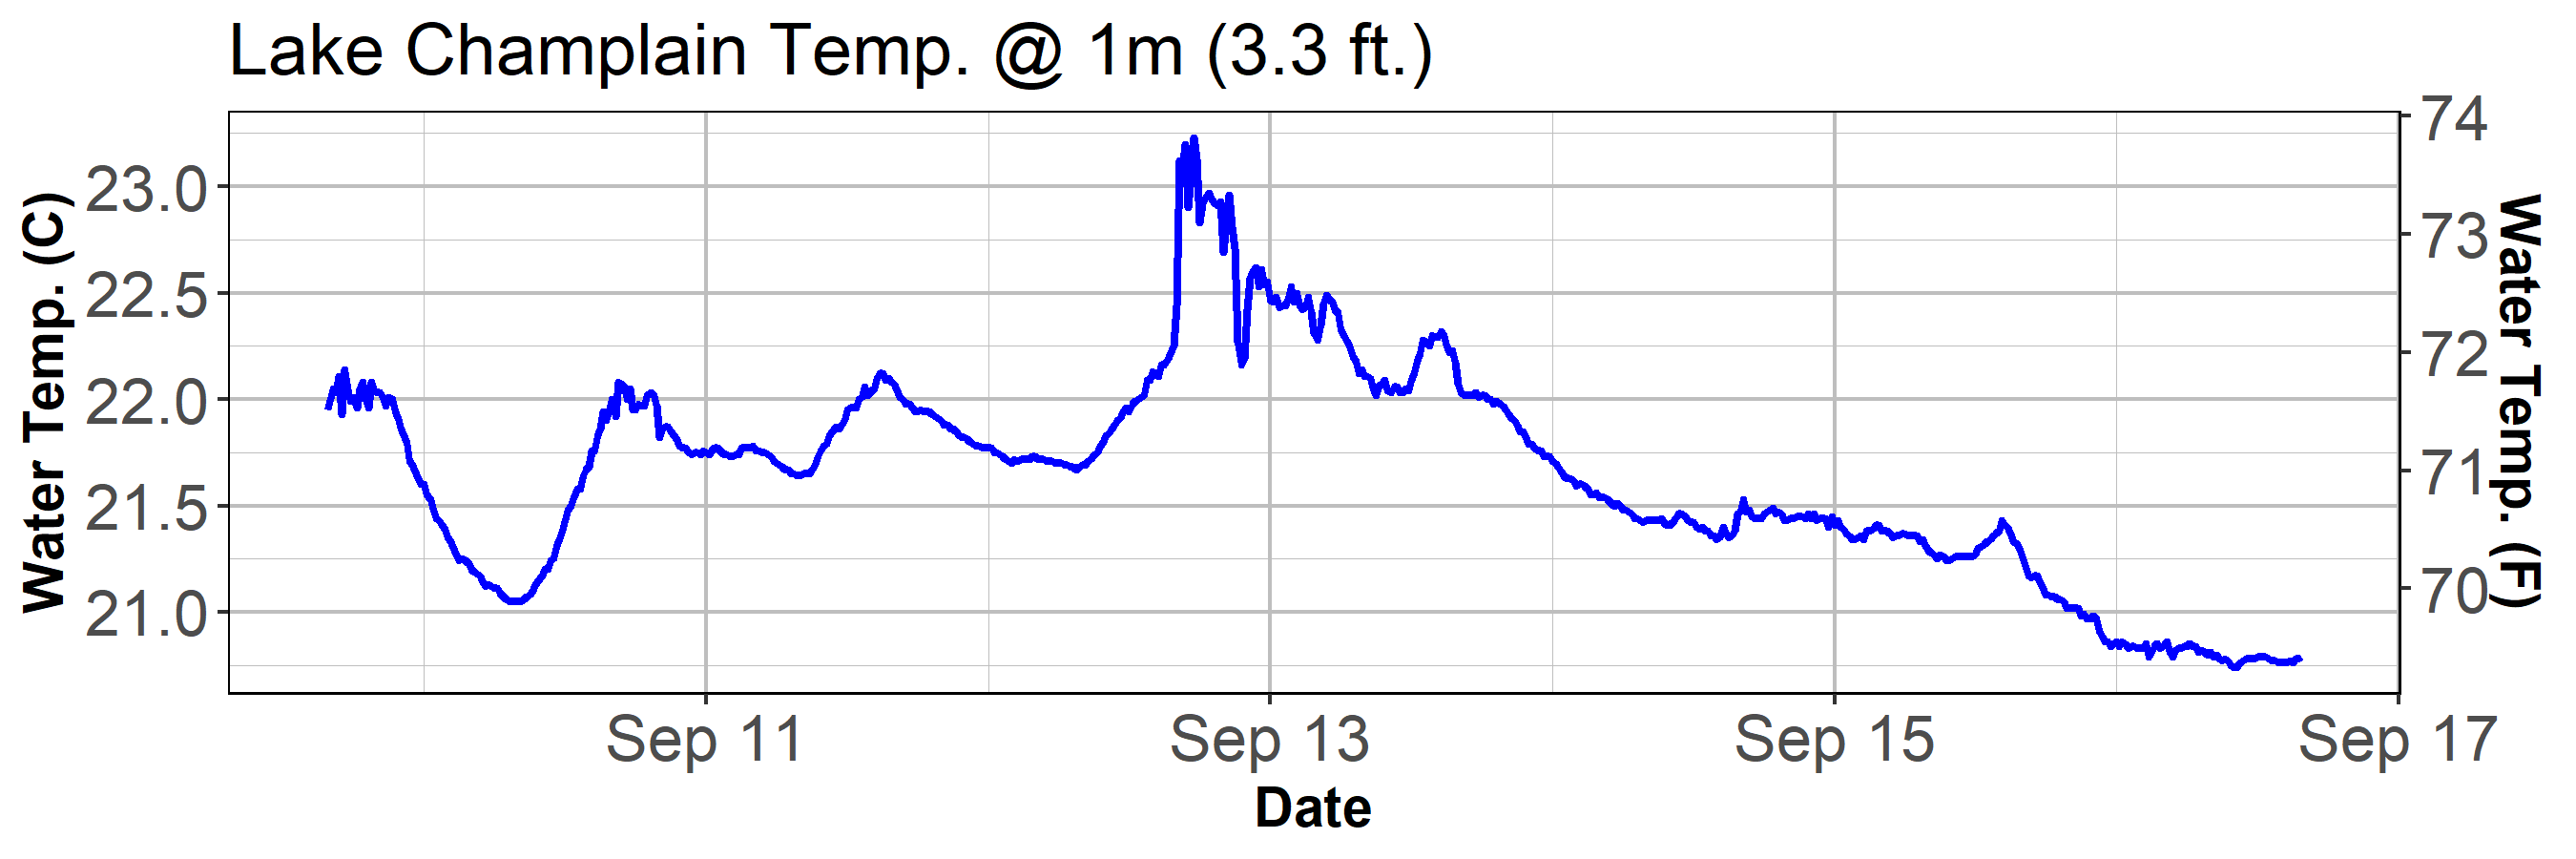 Lake Champlain Temp. @ 1m (3.3 ft.)
Water Temp. (C)
23.0
22.5
22.0
21.5
21.0
74
73
72
71
70
Water Temp. (F)
Sep 11 Sep 13 Sep 15 Sep 17
Date